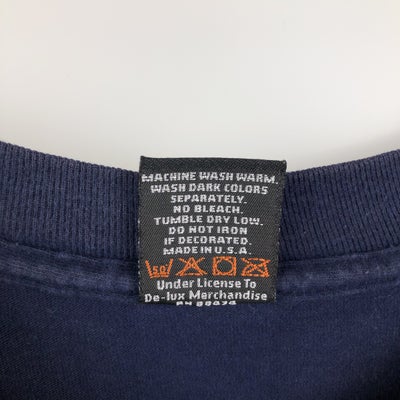 MACHINE WASH WARM.
WASH DARK COLORS
SEPARATELY.
NO BLEACH.
TUMBLE DRY LOW.
DO NOT IRON
IF DECORATED.
MADE IN U.S.A.
50
Under License To
De-lux Merchandise